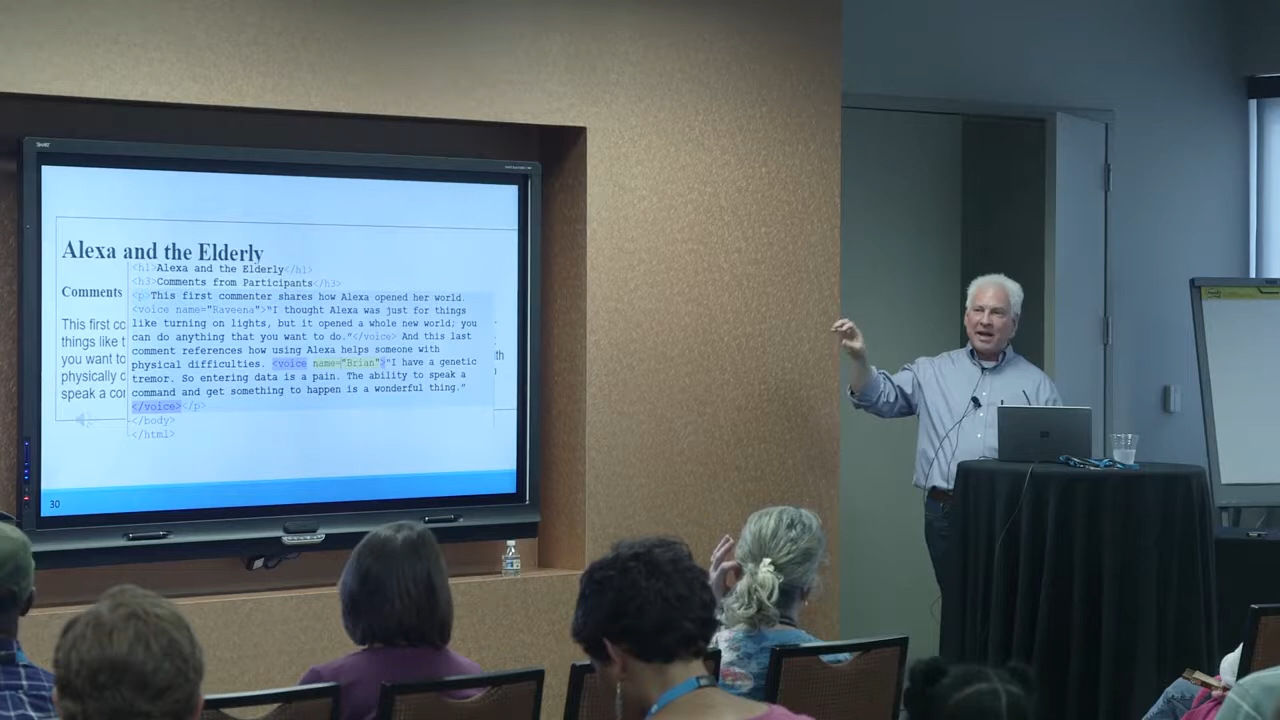 SMART
Alexa and the Elderly
<h1>Alexa and the Elderly</h1>
<h3>Comments from Participants</h3>
Comments
<p>This first commenter shares how Alexa opened her world.
<voice name="Raveena">"I thought Alexa was just for things
like turning on lights, but it opened a whole new world; you
can do anything that you want to do."</voice> And this last
comment references how using Alexa helps someone with
physical difficulties. <voice name="Brian">"I have a genetic
tremor. So entering data is a pain. The ability to speak a
command and get something to happen is a wonderful thing."
</voice></p>
</body>
</html>
This first co
things like t
you want to
physically c
speak a co
30